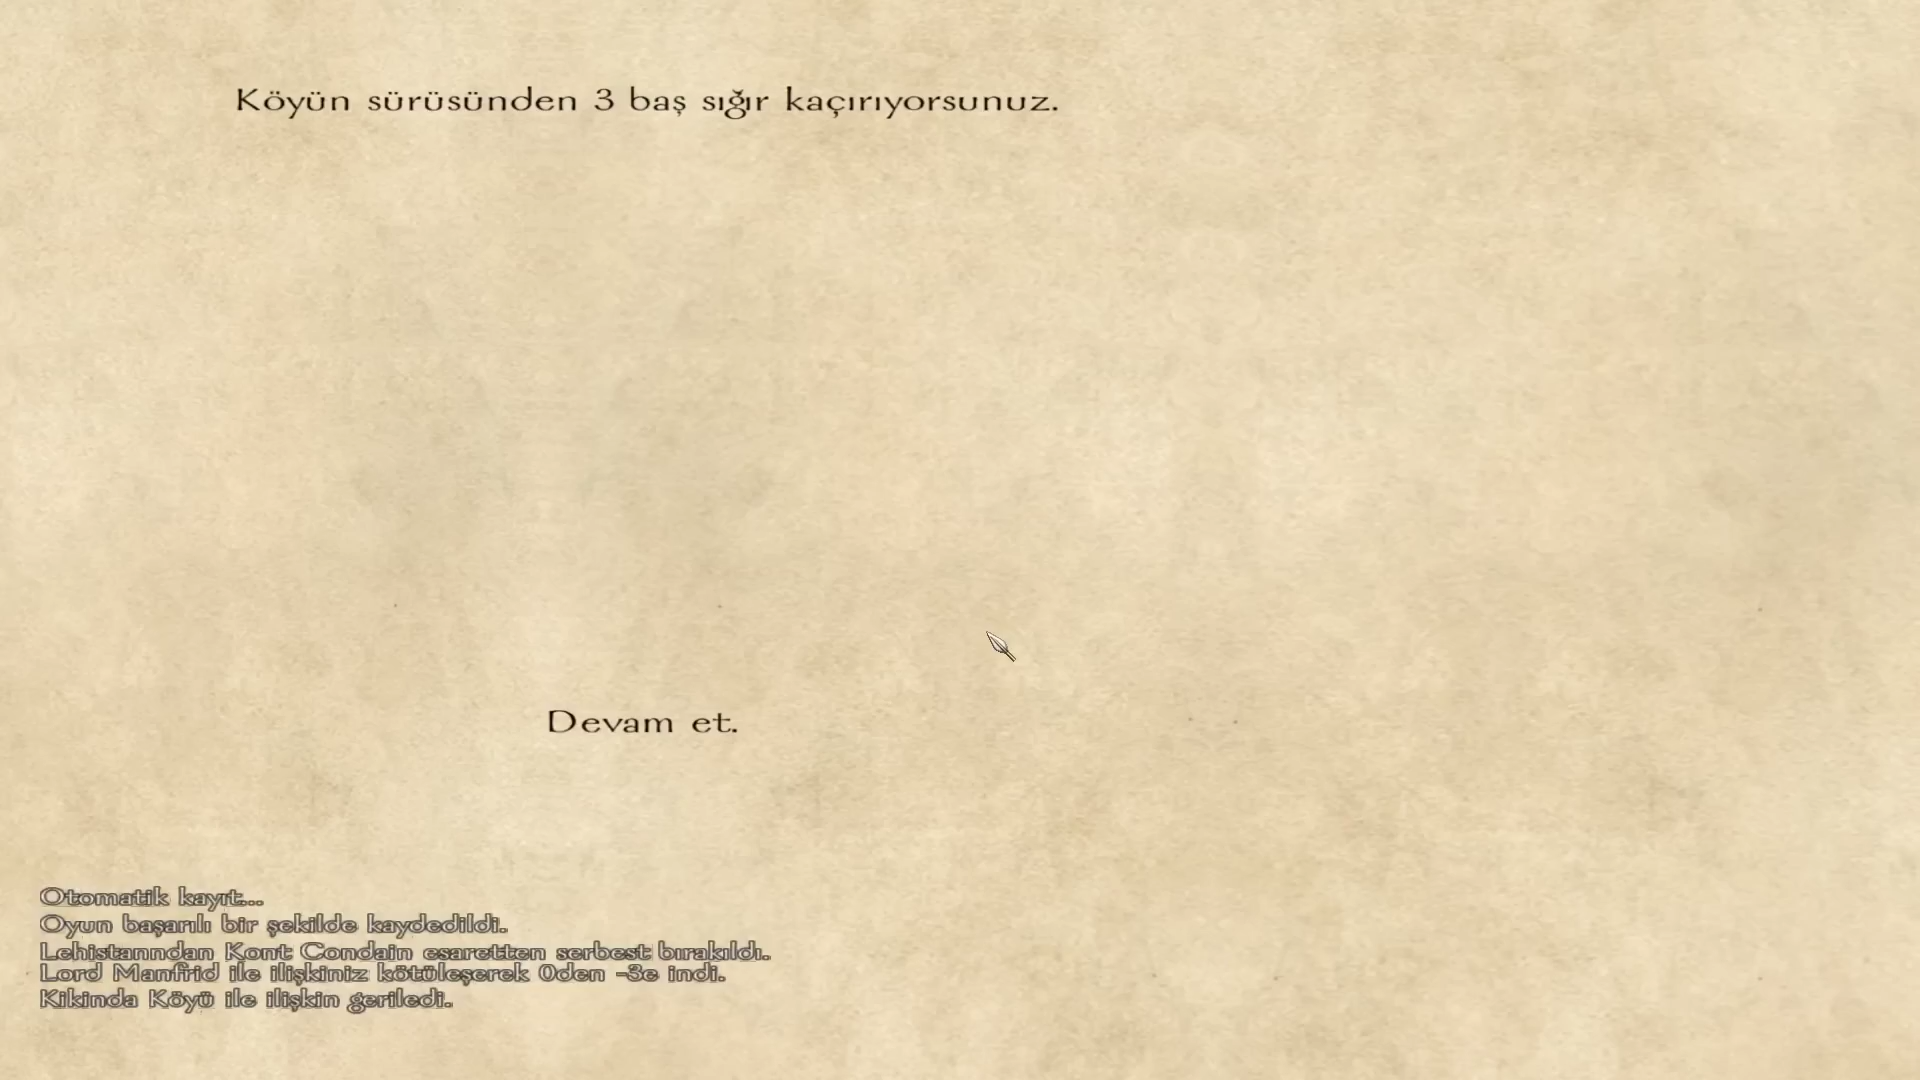 Köyün sürüsünden 3 baş sığır kaçırıyorsunuz.
Devam et.
Otomatik kayıt...
Oyun başarılı bir şekilde kaydedildi.
Lehistanndan Kont Condain esaretten serbest bırakıldı.
Lord Manfrid ile ilişkiniz kötüleşerek 0den -3e indi.
Kikinda Köyü ile ilişkin geriledi.